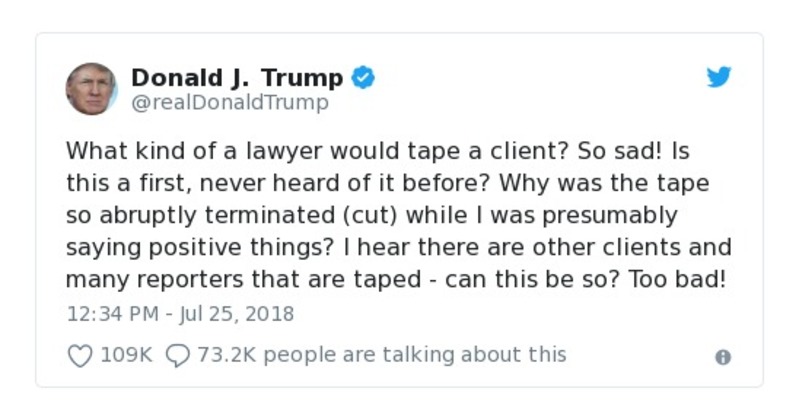 Donald J. Trump
@realDonaldTrump
What kind of a lawyer would tape a client? So sad! Is
this a first, never heard of it before? Why was the tape
so abruptly terminated (cut) while I was presumably
saying positive things? I hear there are other clients and
many reporters that are taped - can this be so? Too bad!
12:34 PM - Jul 25, 2018
109K 73.2K people are talking about this